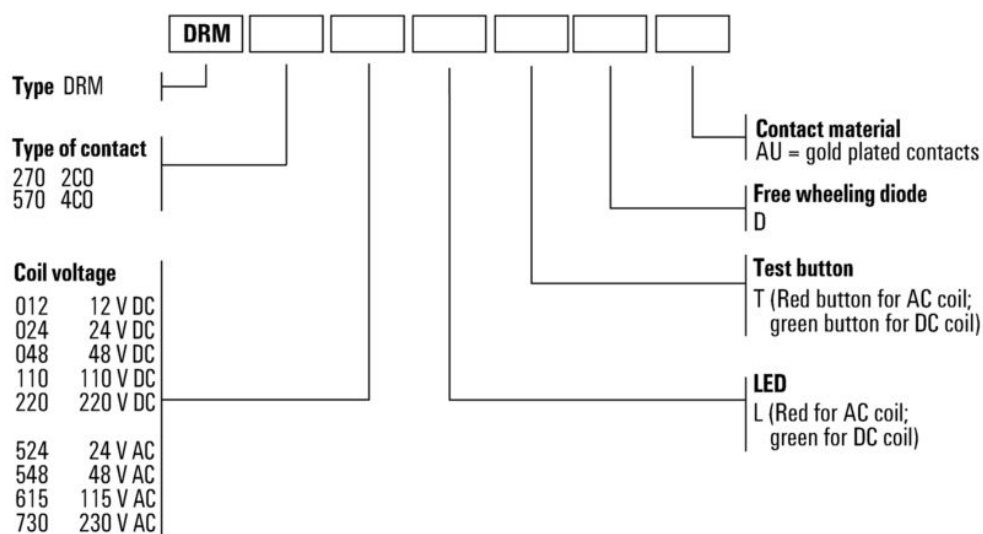 DRM
Type DRM
Type of contact
270 2CO
570 4CO
Coil voltage
012 12 V DC
024 24 V DC
048 48 V DC
110 110 V DC
220 220 V DC
524 24 V AC
548 48 V AC
615 115 V AC
730 230 V AC
Contact material
AU = gold plated contacts
Free wheeling diode
D
Test button
T (Red button for AC coil;
green button for DC coil)
LED
L (Red for AC coil;
green for DC coil)